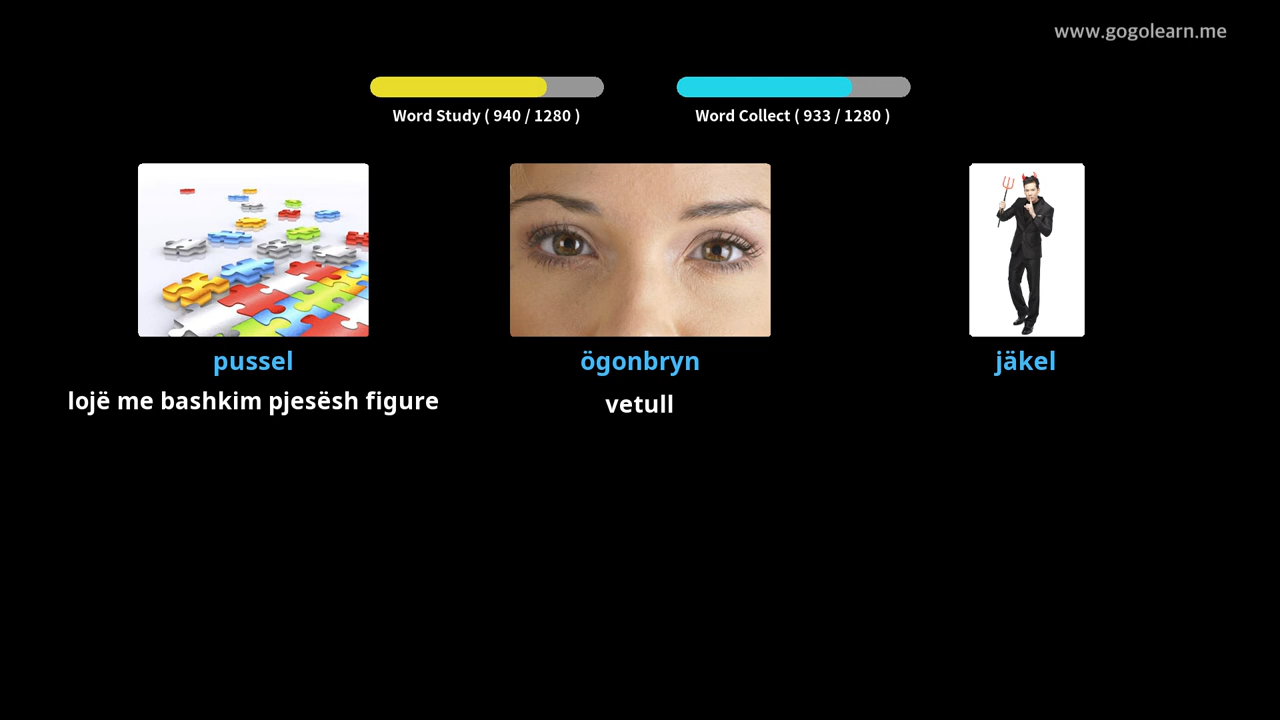 www.gogolearn.me
Word Study ( 940 / 1280 )
Word Collect ( 933 / 1280 )
pussel
ögonbryn
jäkel
lojë me bashkim pjesësh figure
vetull